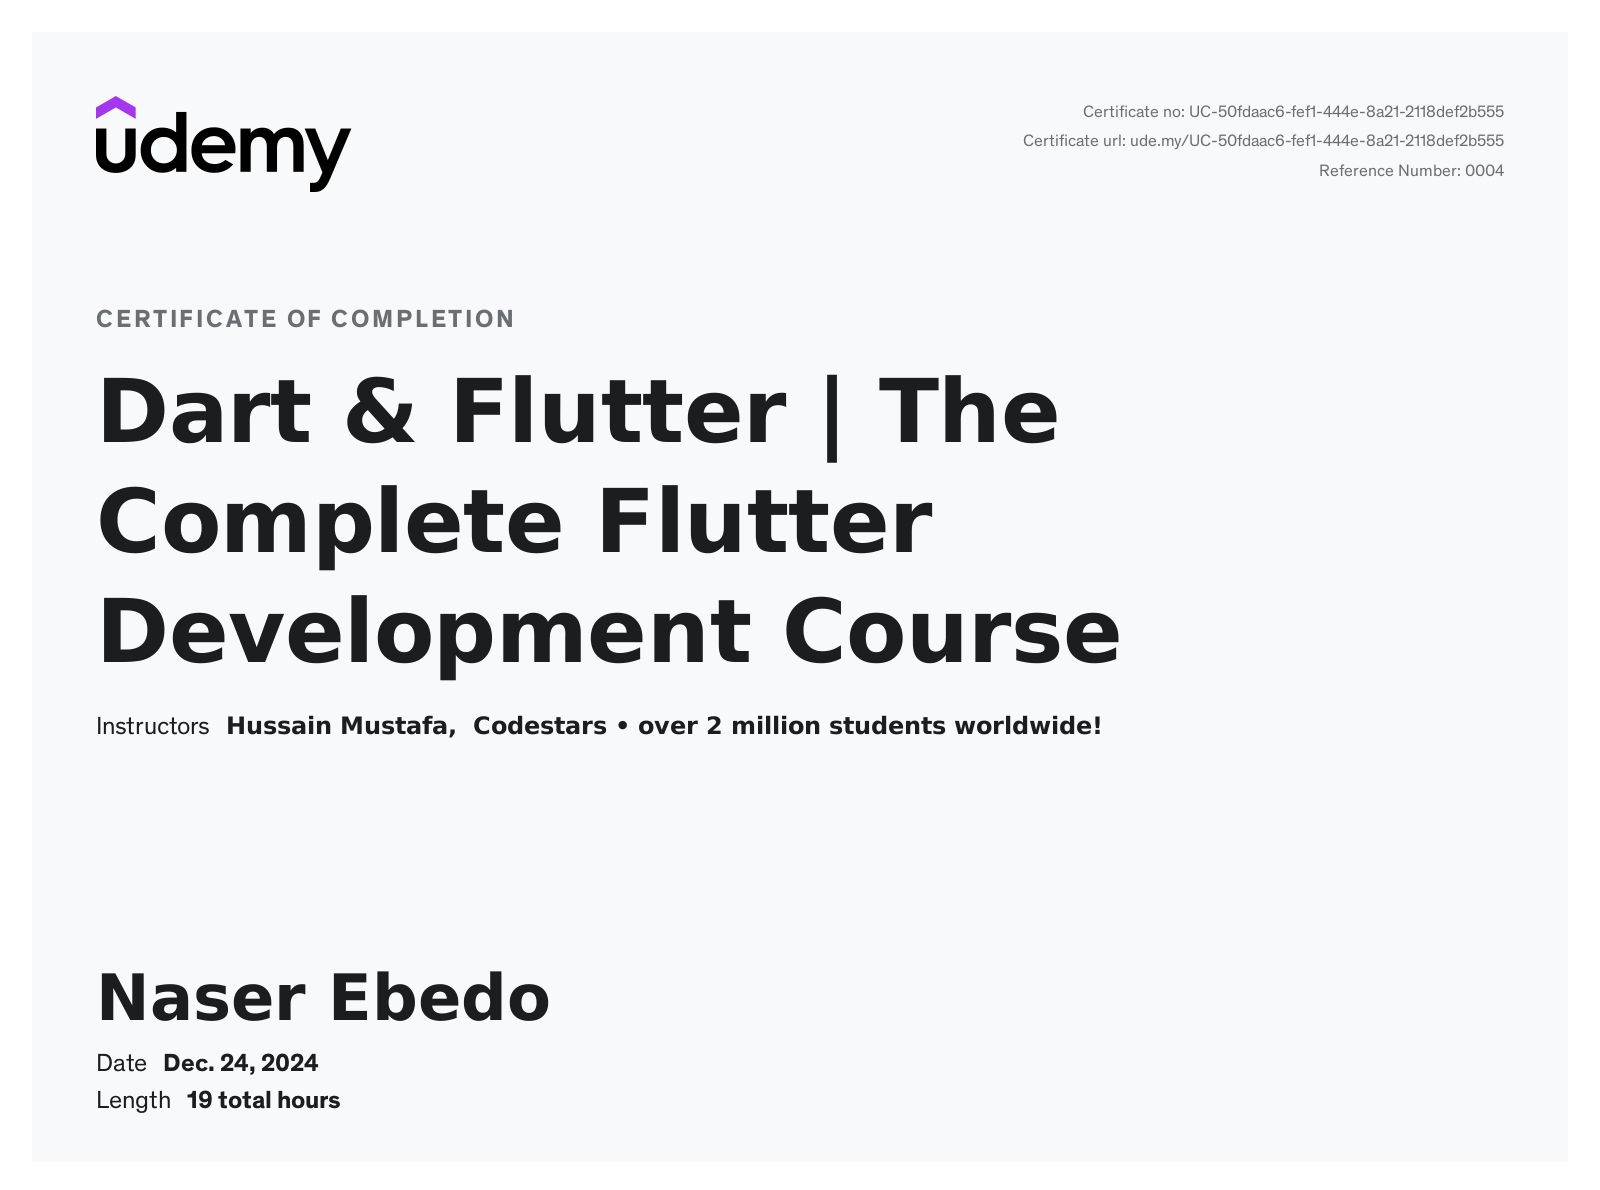 udemy
Certificate no: UC-50fdaac6-fef1-444e-8a21-2118def2b555
Certificate url: ude.my/UC-50fdaac6-fef1-444e-8a21-2118def2b555
Reference Number: 0004
CERTIFICATE OF COMPLETION
Dart & Flutter | The
Complete Flutter
Development Course
Instructors Hussain Mustafa, Codestars • over 2 million students worldwide!
Naser Ebedo
Date Dec. 24, 2024
Length 19 total hours